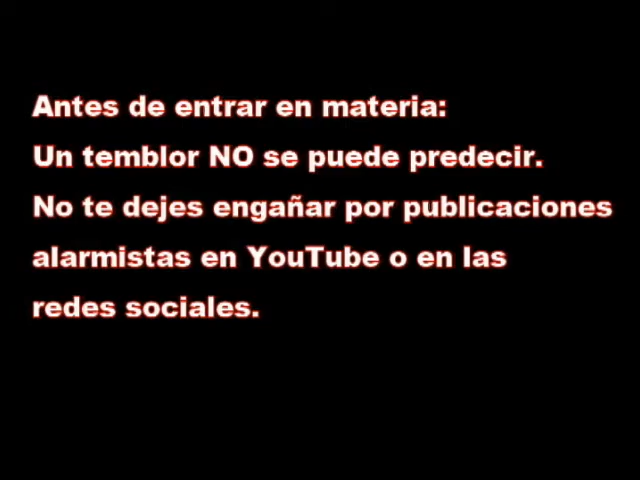 Antes de entrar en materia:
Un temblor NO se puede predecir.
No te dejes engañar por publicaciones
alarmistas en YouTube o en las
redes sociales.